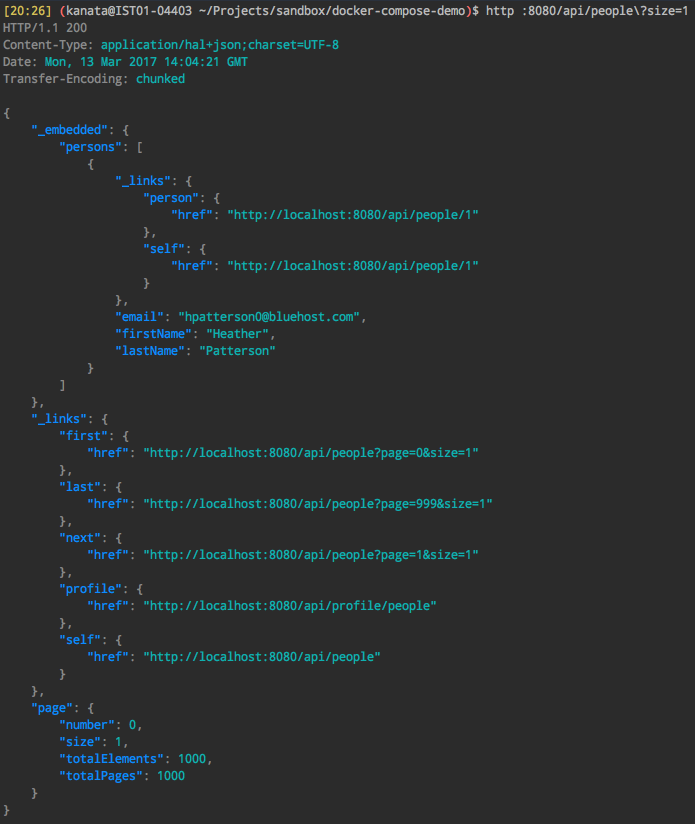 [20:26] (kanata@IST01-04403 ~/Projects/sandbox/docker-compose-demo)$ http :8080/api/people\?size=1
HTTP/1.1 200
Content-Type: application/hal+json;charset=UTF-8
Date: Mon, 13 Mar 2017 14:04:21 GMT
Transfer-Encoding: chunked

{
    "_embedded": {
        "persons": [
            {
                "_links": {
                    "person": {
                        "href": "http://localhost:8080/api/people/1"
                    },
                    "self": {
                        "href": "http://localhost:8080/api/people/1"
                    }
                },
                "email": "hpatterson0@bluehost.com",
                "firstName": "Heather",
                "lastName": "Patterson"
            }
        ]
    },
    "_links": {
        "first": {
            "href": "http://localhost:8080/api/people?page=0&size=1"
        },
        "last": {
            "href": "http://localhost:8080/api/people?page=999&size=1"
        },
        "next": {
            "href": "http://localhost:8080/api/people?page=1&size=1"
        },
        "profile": {
            "href": "http://localhost:8080/api/profile/people"
        },
        "self": {
            "href": "http://localhost:8080/api/people"
        }
    },
    "page": {
        "number": 0,
        "size": 1,
        "totalElements": 1000,
        "totalPages": 1000
    }
}